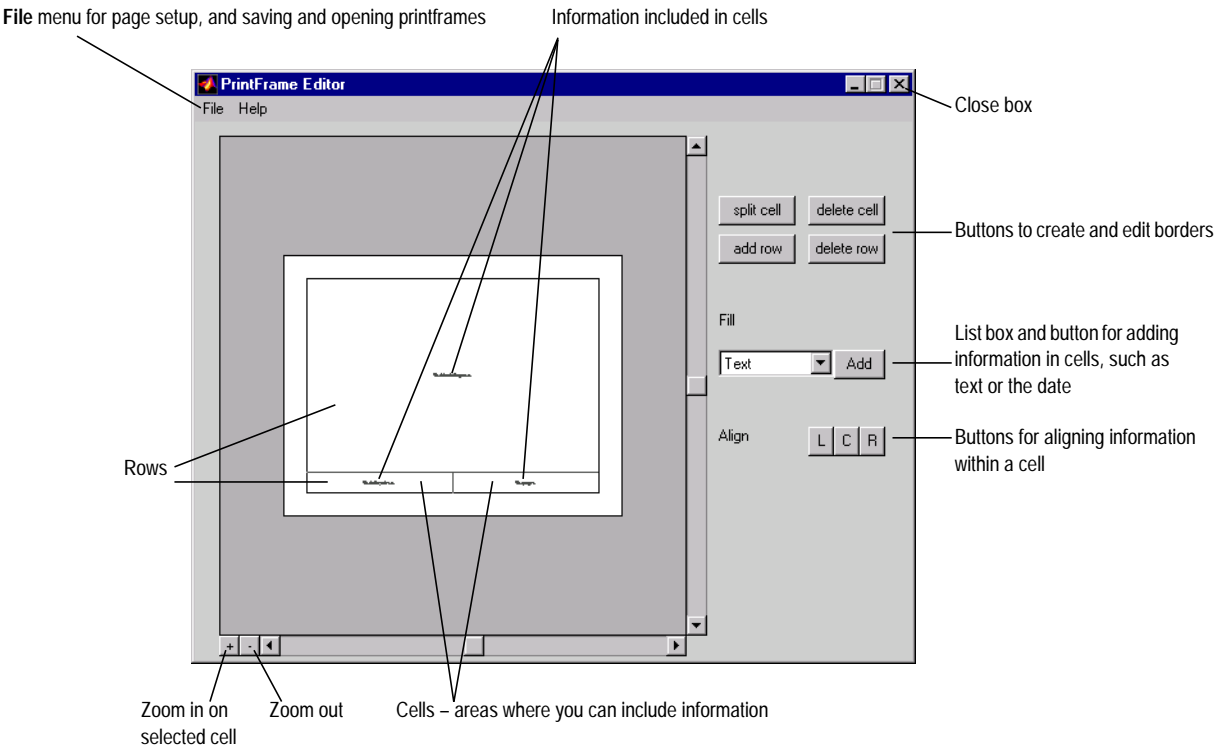 File menu for page setup, and saving and opening printframes
Information included in cells
PrintFrame Editor
Close box
File Help
split cell
delete cell
Buttons to create and edit borders
add row
delete row
Fill
List box and button for adding
information in cells, such as
text or the date
Text
Add
Align
L C R
Buttons for aligning information
within a cell
Rows
+ -
Zoom in on
selected cell
Zoom out
Cells – areas where you can include information